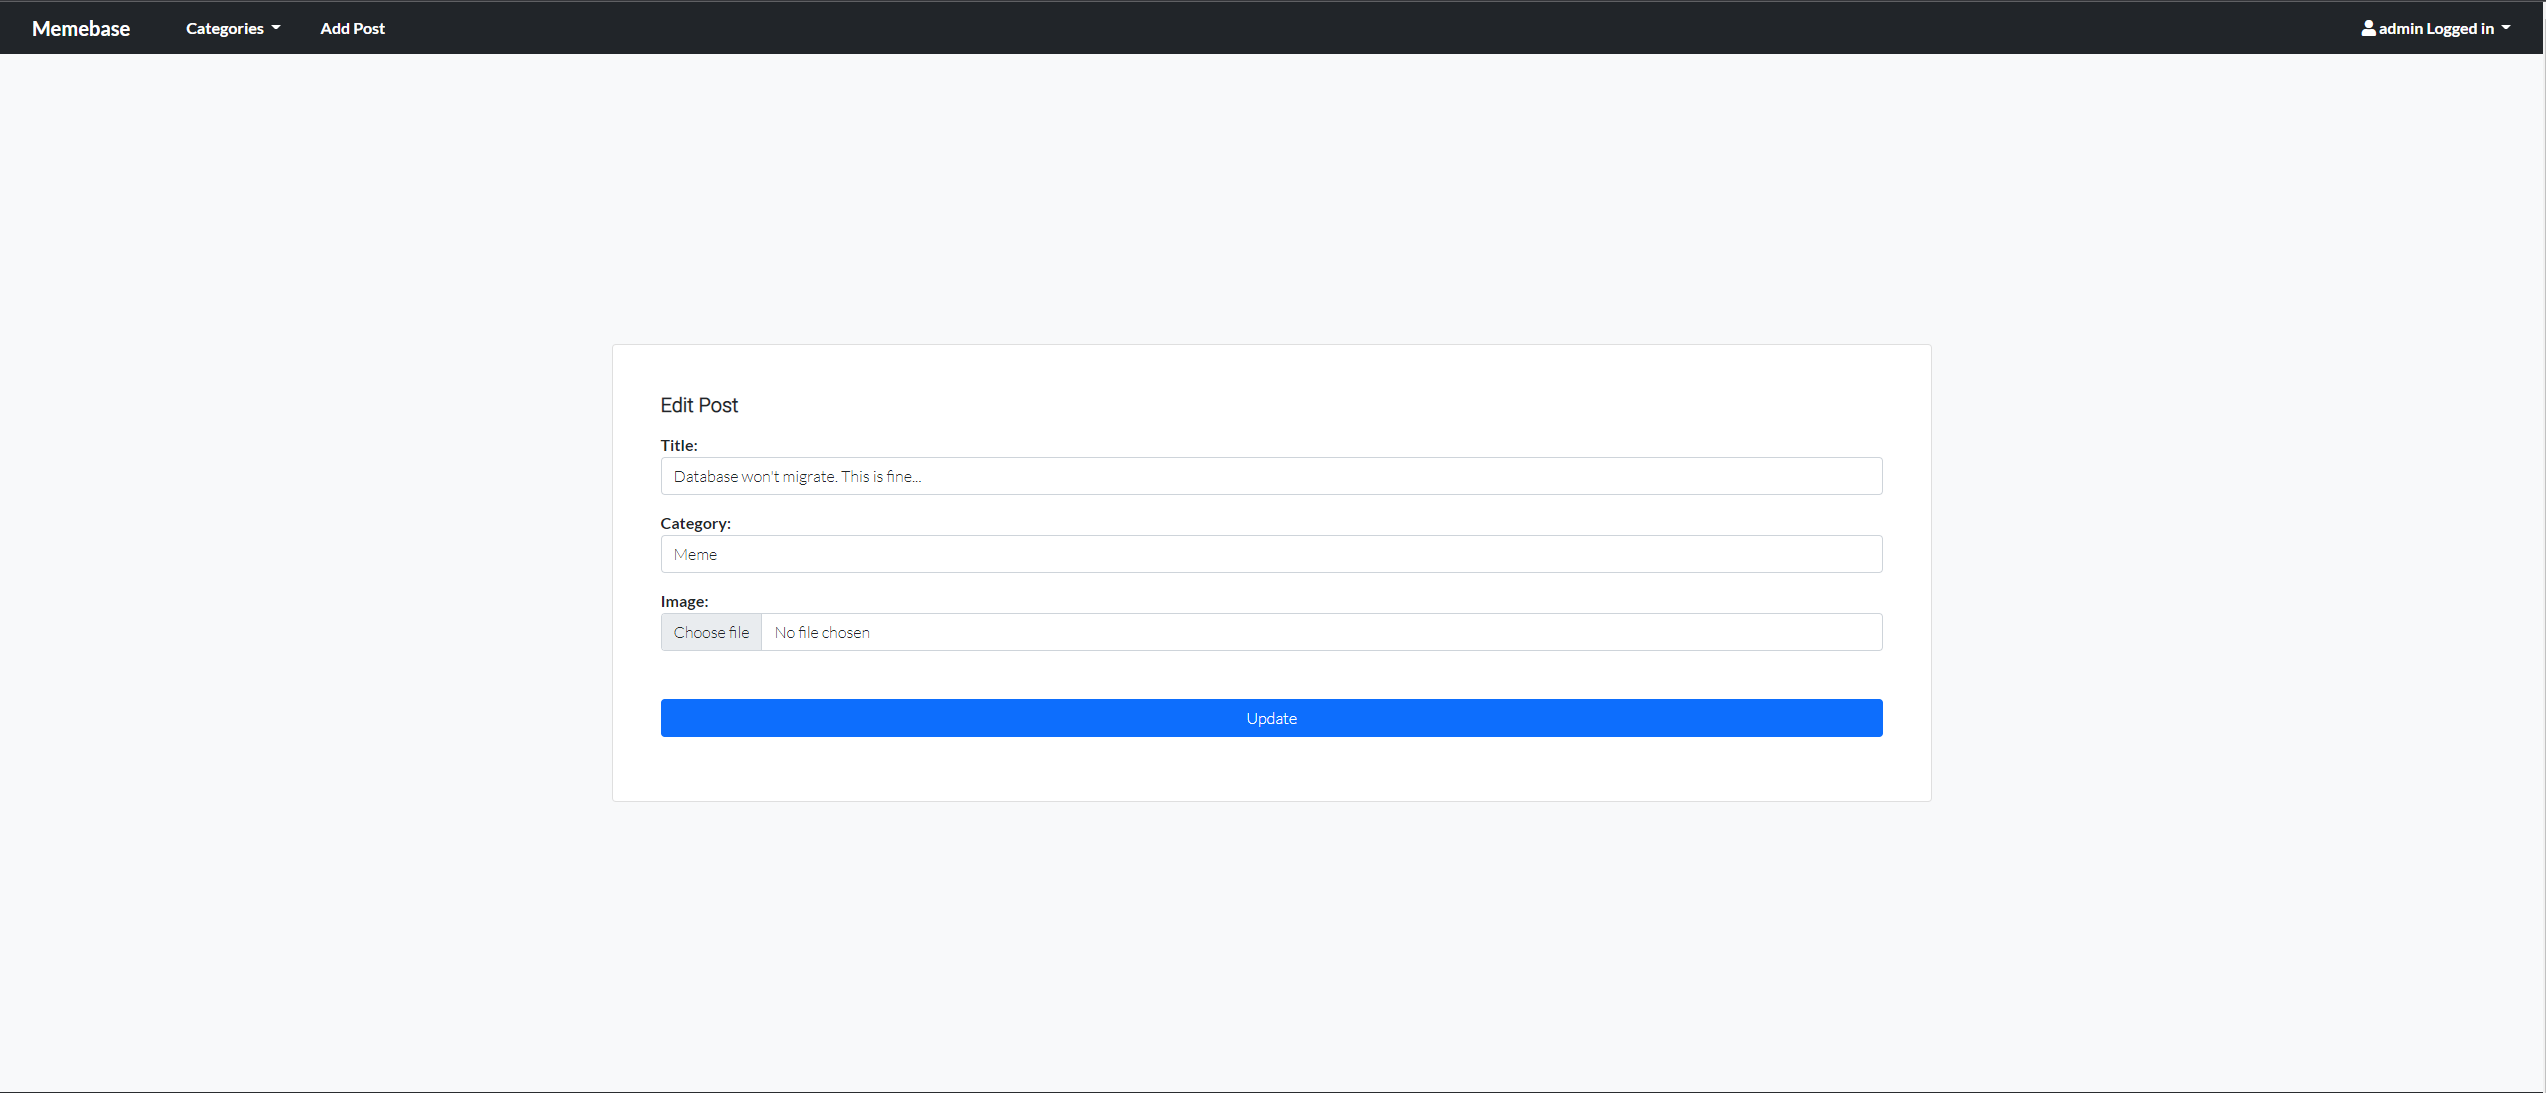 Memebase Categories Add Post admin Logged in
Edit Post
Title:
Database won't migrate. This is fine...
Category:
Meme
Image:
Choose file No file chosen
Update